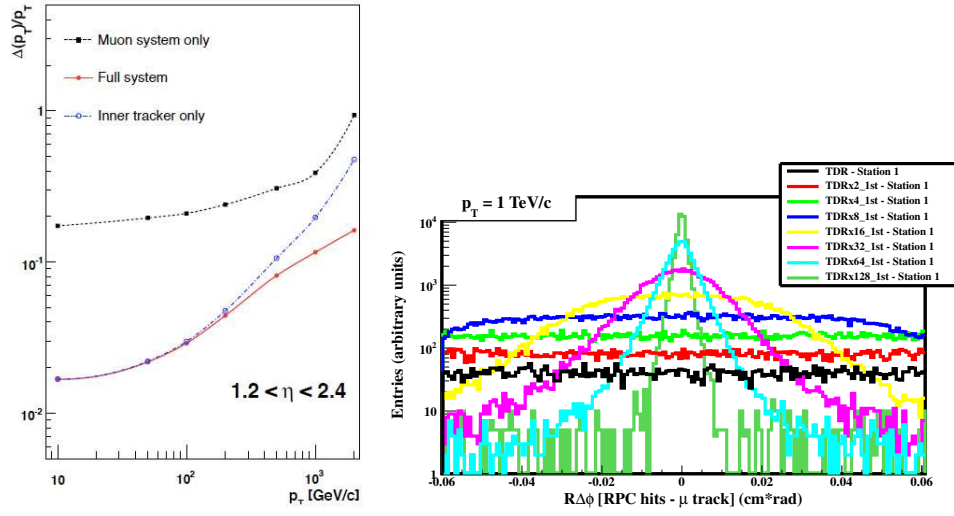 Δ(p_T)/p_T
Muon system only
Full system
Inner tracker only
1
10^-1
10^-2
1.2 < η < 2.4
10 10^2 10^3
p_T [GeV/c]
p_T = 1 TeV/c
TDR - Station 1
TDRx2_1st - Station 1
TDRx4_1st - Station 1
TDRx8_1st - Station 1
TDRx16_1st - Station 1
TDRx32_1st - Station 1
TDRx64_1st - Station 1
TDRx128_1st - Station 1
Entries (arbitrary units)
10^4
10^3
10^2
10
1
-0.06 -0.04 -0.02 0 0.02 0.04 0.06
RΔϕ [RPC hits - μ track] (cm*rad)